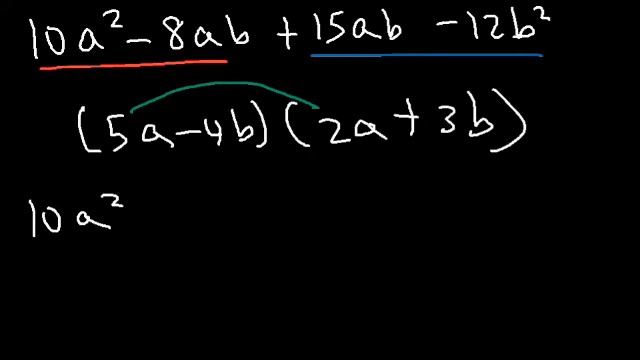 10a² - 8ab + 15ab - 12b²
(5a - 4b)(2a + 3b)
10a²